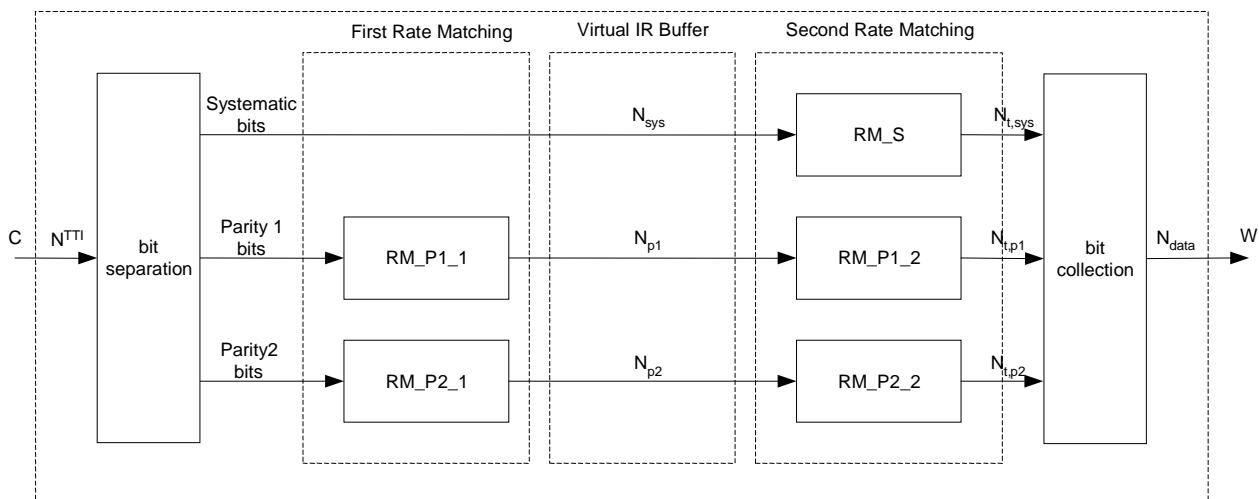 First Rate Matching
Virtual IR Buffer
Second Rate Matching
Systematic
bits
N_sys
RM_S
N_t,sys
C
N^TTI
bit
separation
Parity 1
bits
RM_P1_1
N_p1
RM_P1_2
N_t,p1
bit
collection
N_data
W
Parity2
bits
RM_P2_1
N_p2
RM_P2_2
N_t,p2